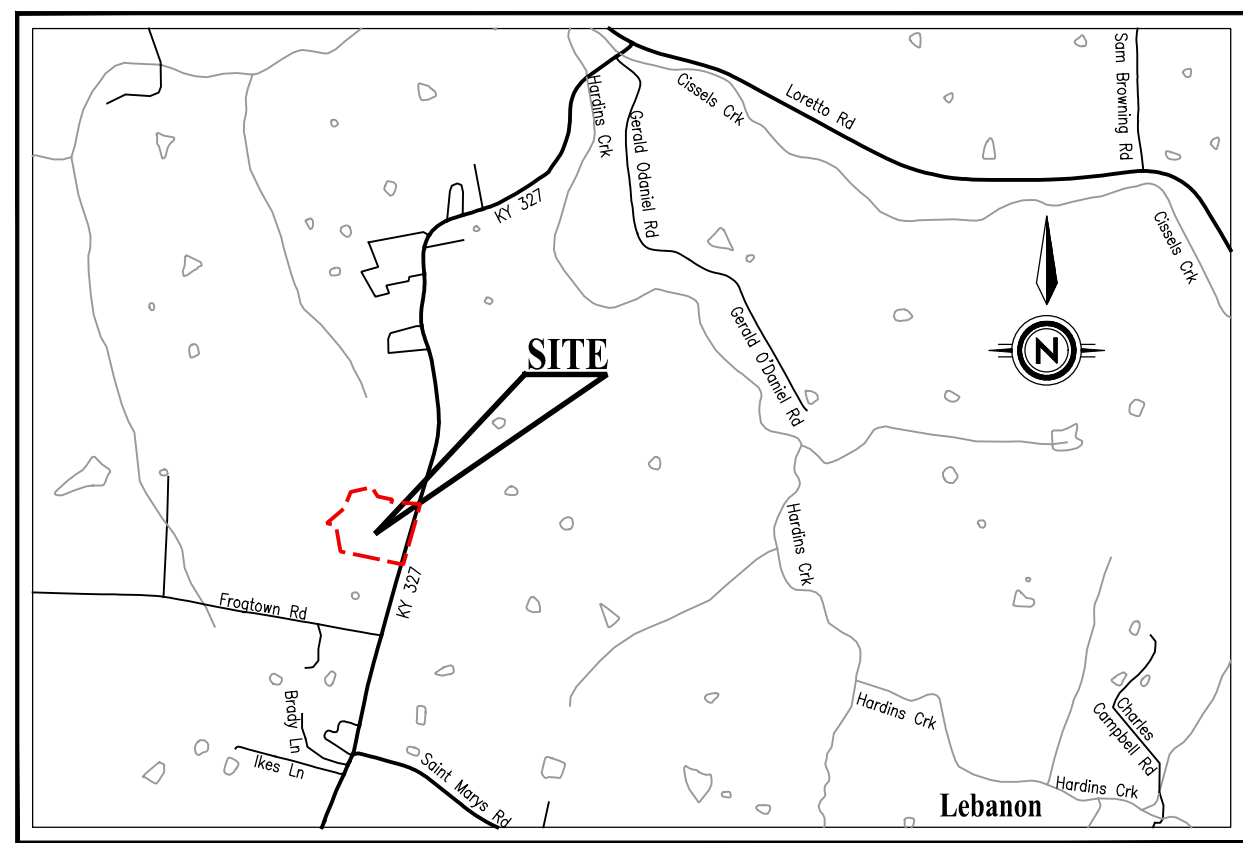 Sam Browning Rd
Cissels Crk
Loretto Rd
Hardins Crk
Gerald Odaniel Rd
KY 327
Cissels Crk
Gerald O'Daniel Rd
N
SITE
Hardins Crk
KY 327
Frogtown Rd
Brady Ln
Ikes Ln
Saint Marys Rd
Hardins Crk
Charles
Campbell Rd
Hardins Crk
Lebanon